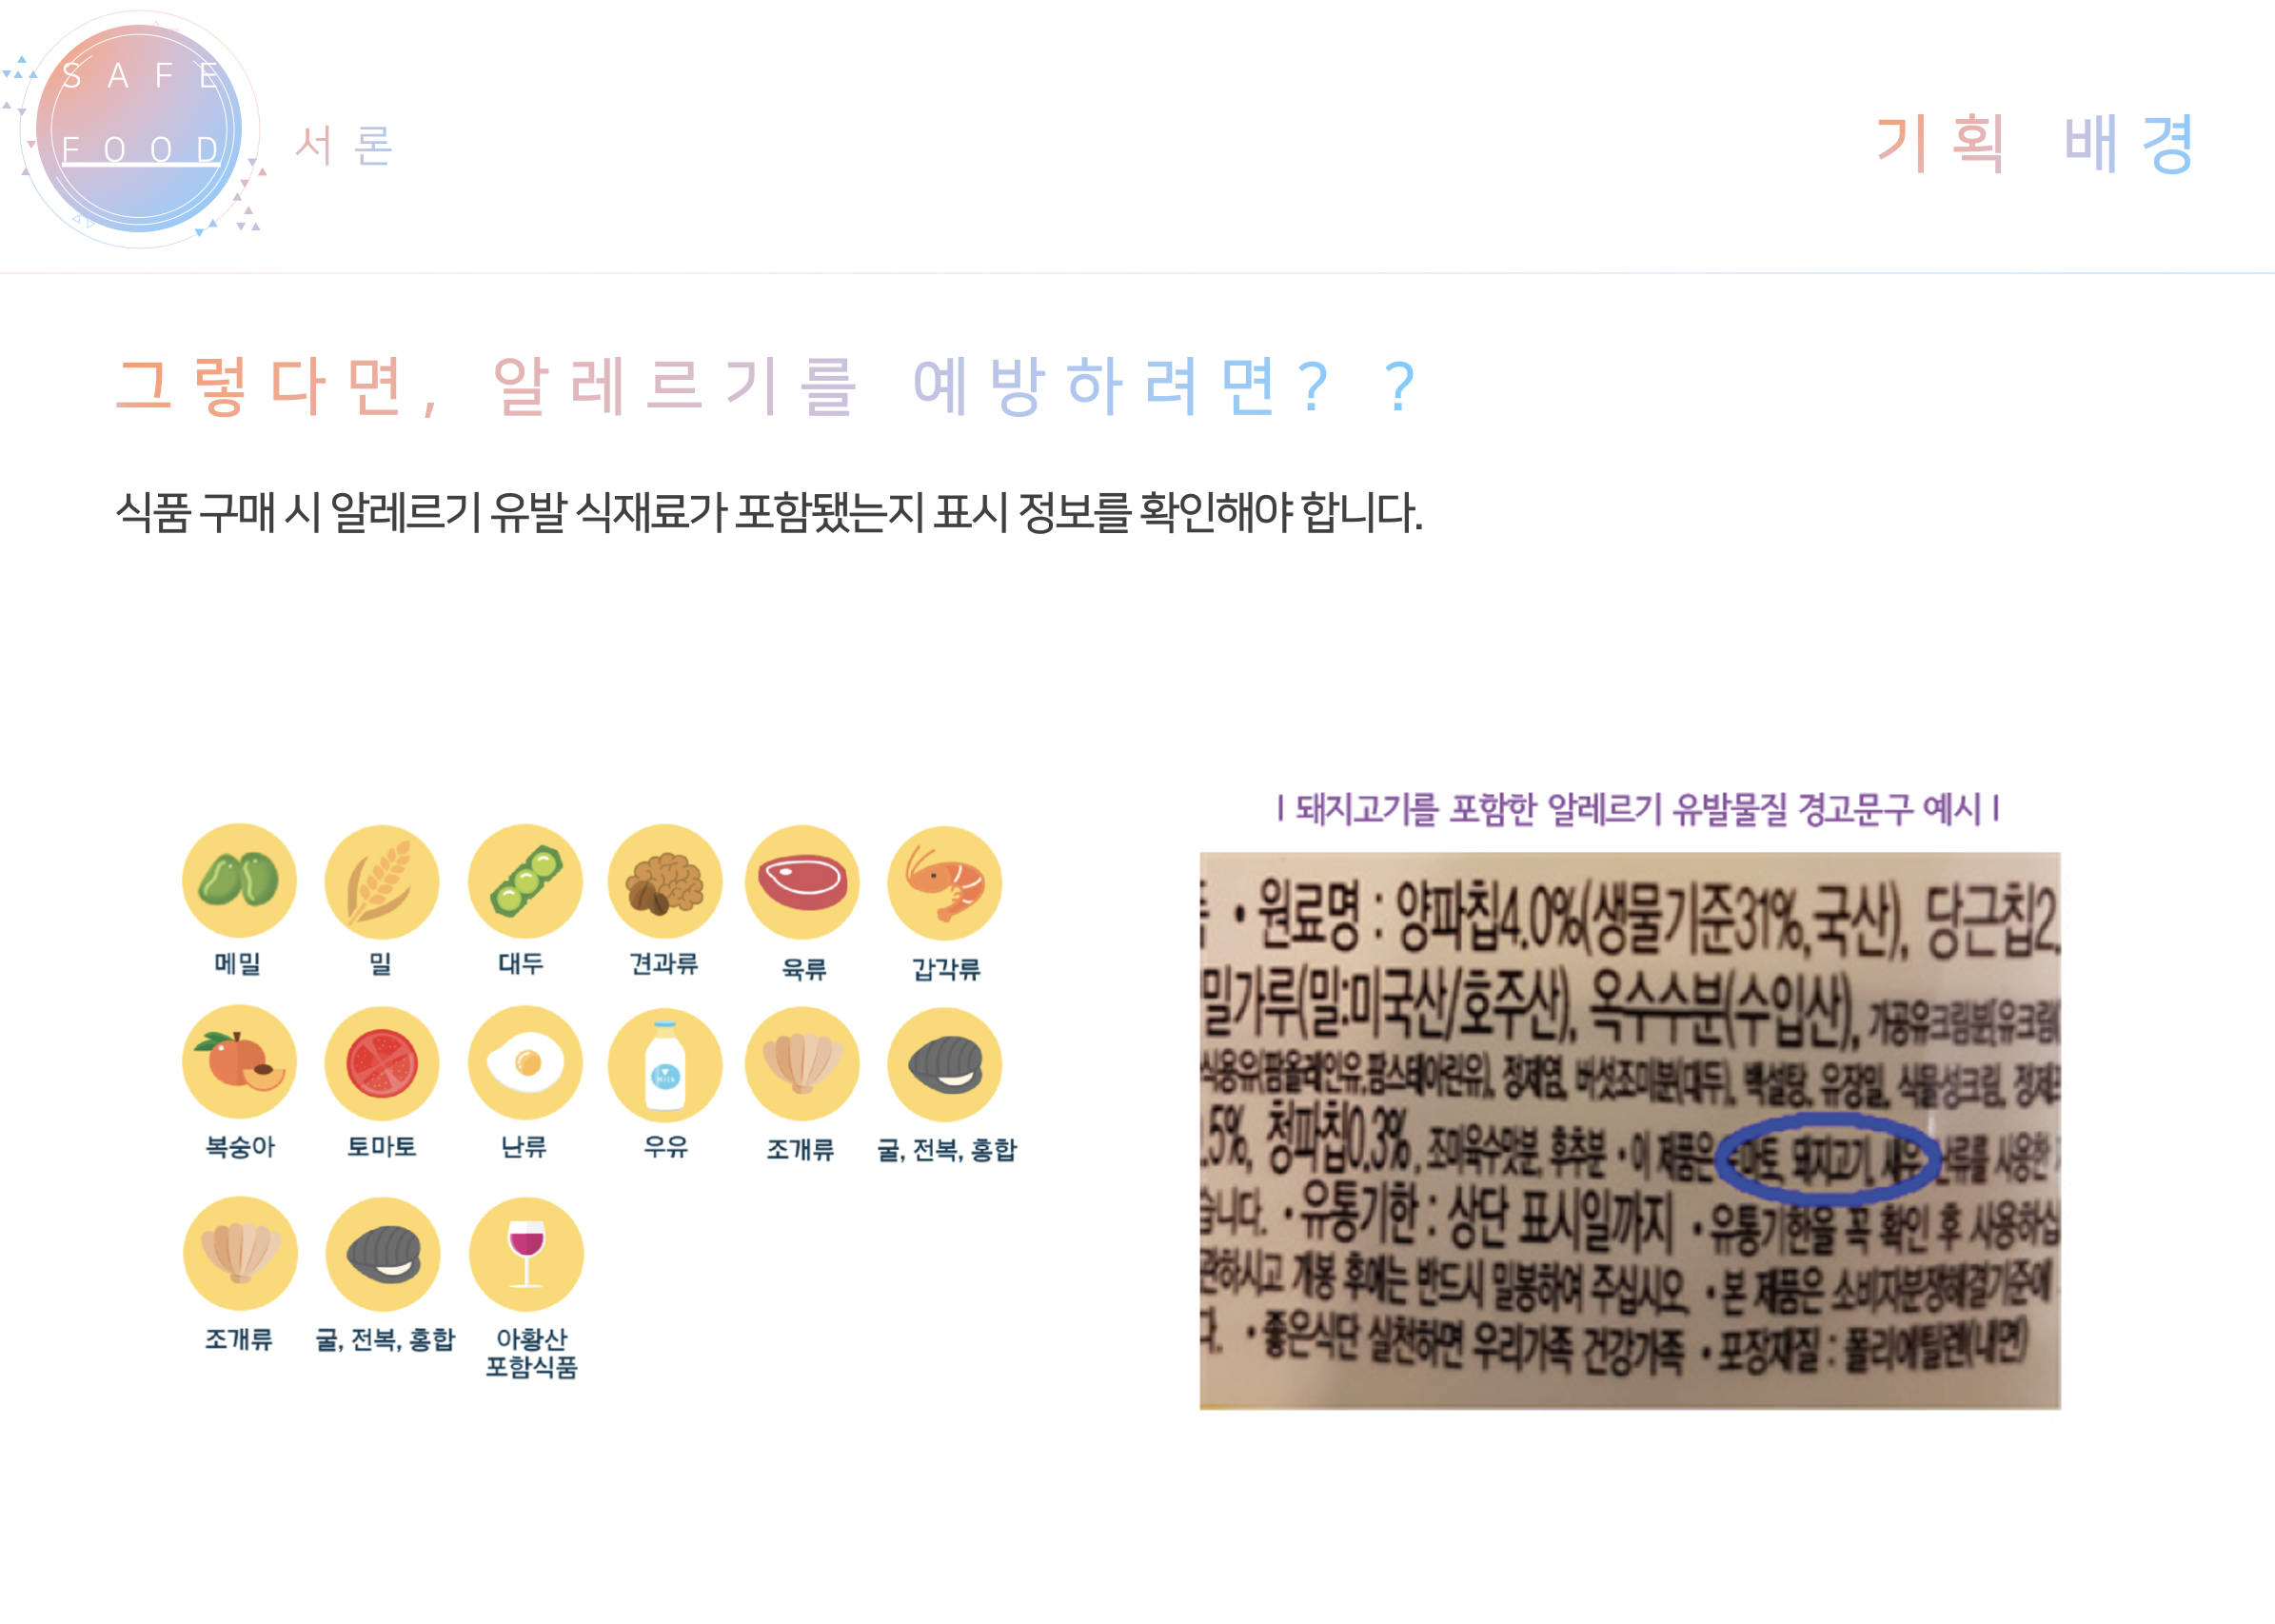 SAFE
FOOD
서론
기획 배경
그렇다면, 알레르기를 예방하려면? ?
식품 구매 시 알레르기 유발 식재료가 포함됐는지 표시 정보를 확인해야 합니다.
메밀
밀
대두
견과류
육류
갑각류
복숭아
토마토
난류
Milk
우유
조개류
굴, 전복, 홍합
조개류
굴, 전복, 홍합
아황산
포함식품
I 돼지고기를 포함한 알레르기 유발물질 경고문구 예시 I
• 원료명 : 양파칩4.0%(생물기준31%,국산), 당근칩2.
밀가루(밀:미국산/호주산), 옥수수분(수입산), 가공유크림분(유크림(
식용유(팜올레인유,팜스테아린유), 정제염, 버섯조미분(대두), 백설탕, 유장밀, 식물성크림, 정제
.5%, 청파칩0.3%, 조미육수맛분, 후추분 • 이 제품은 토마토, 돼지고기, 새우, 난류를 사용한
습니다. • 유통기한 : 상단 표시일까지 • 유통기한을 꼭 확인 후 사용하십
관하시고 개봉 후에는 반드시 밀봉하여 주십시오. • 본 제품은 소비자분쟁해결기준에
다. • 좋은식단 실천하면 우리가족 건강가족 • 포장재질 : 폴리에틸렌(내면)